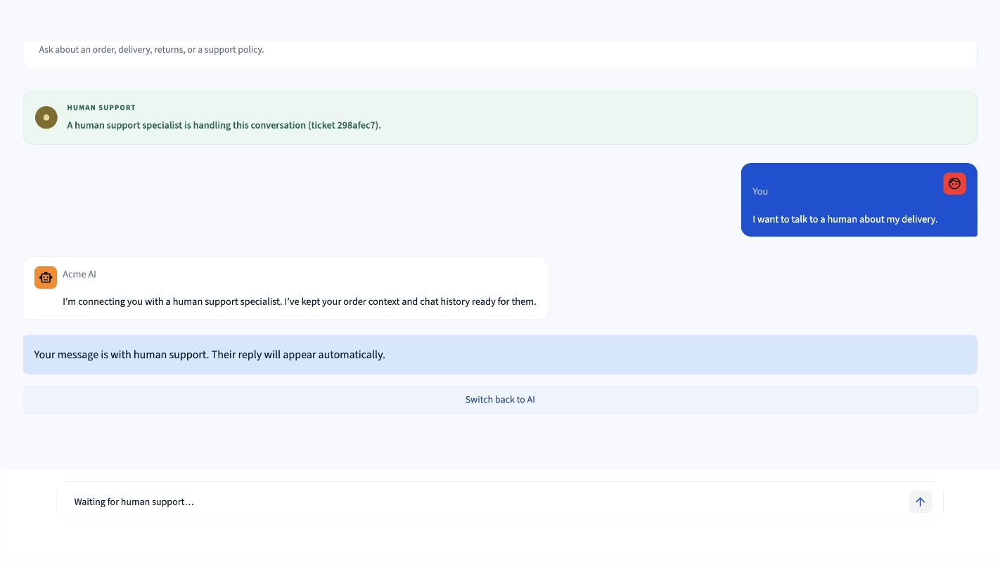 Ask about an order, delivery, returns, or a support policy.
HUMAN SUPPORT
A human support specialist is handling this conversation (ticket 298afec7).
You
I want to talk to a human about my delivery.
Acme AI
I’m connecting you with a human support specialist. I’ve kept your order context and chat history ready for them.
Your message is with human support. Their reply will appear automatically.
Switch back to AI
Waiting for human support…